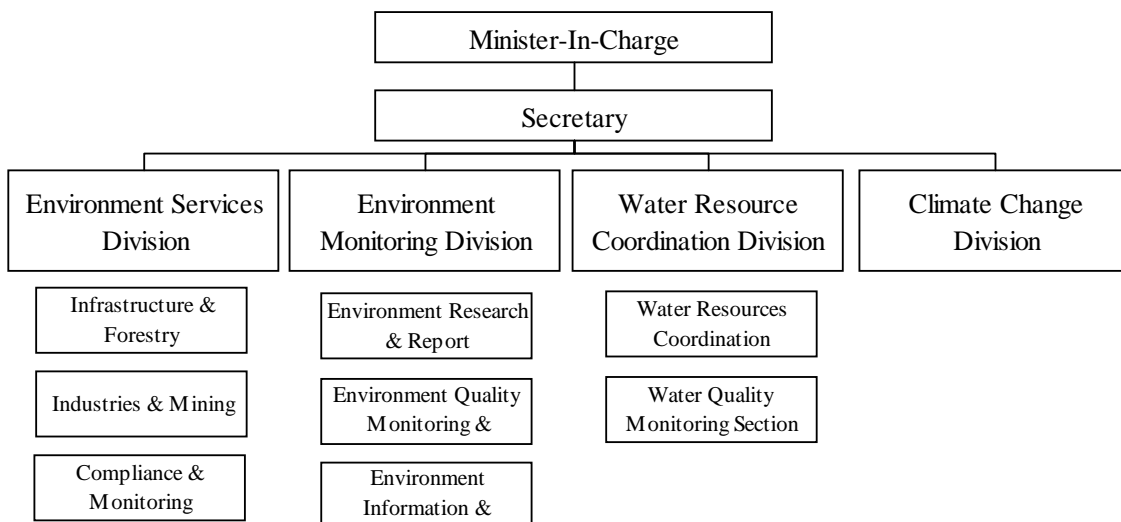 Minister-In-Charge
Secretary
Environment Services
Division
Environment
Monitoring Division
Water Resource
Coordination Division
Climate Change
Division
Infrastructure &
Forestry
Industries & Mining
Compliance &
Monitoring
Environment Research
& Report
Environment Quality
Monitoring &
Environment
Information &
Water Resources
Coordination
Water Quality
Monitoring Section